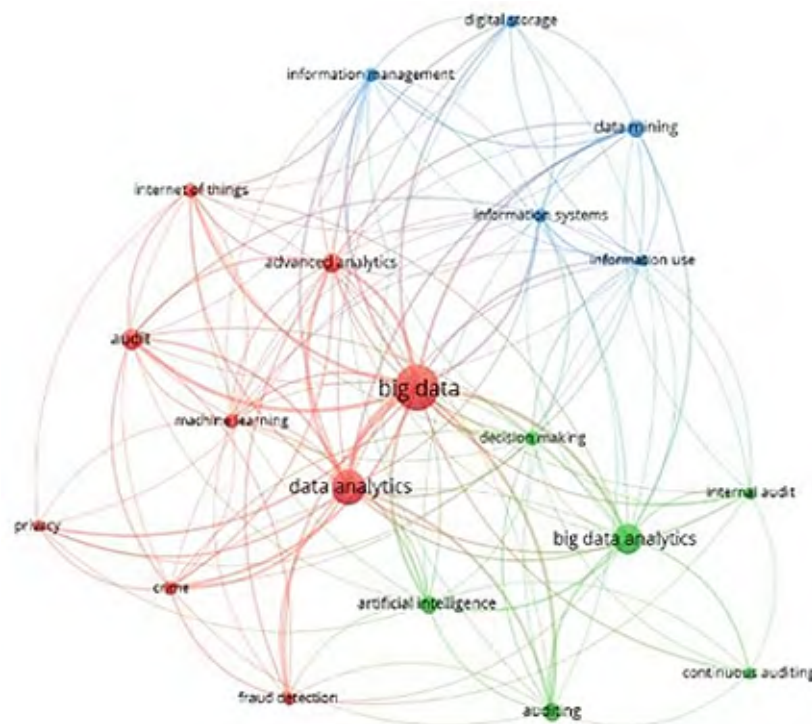 digital storage
information management
data mining
internet of things
information systems
advanced analytics
information use
audit
big data
machine learning
decision making
data analytics
internal audit
privacy
big data analytics
crime
artificial intelligence
continuous auditing
fraud detection
auditing